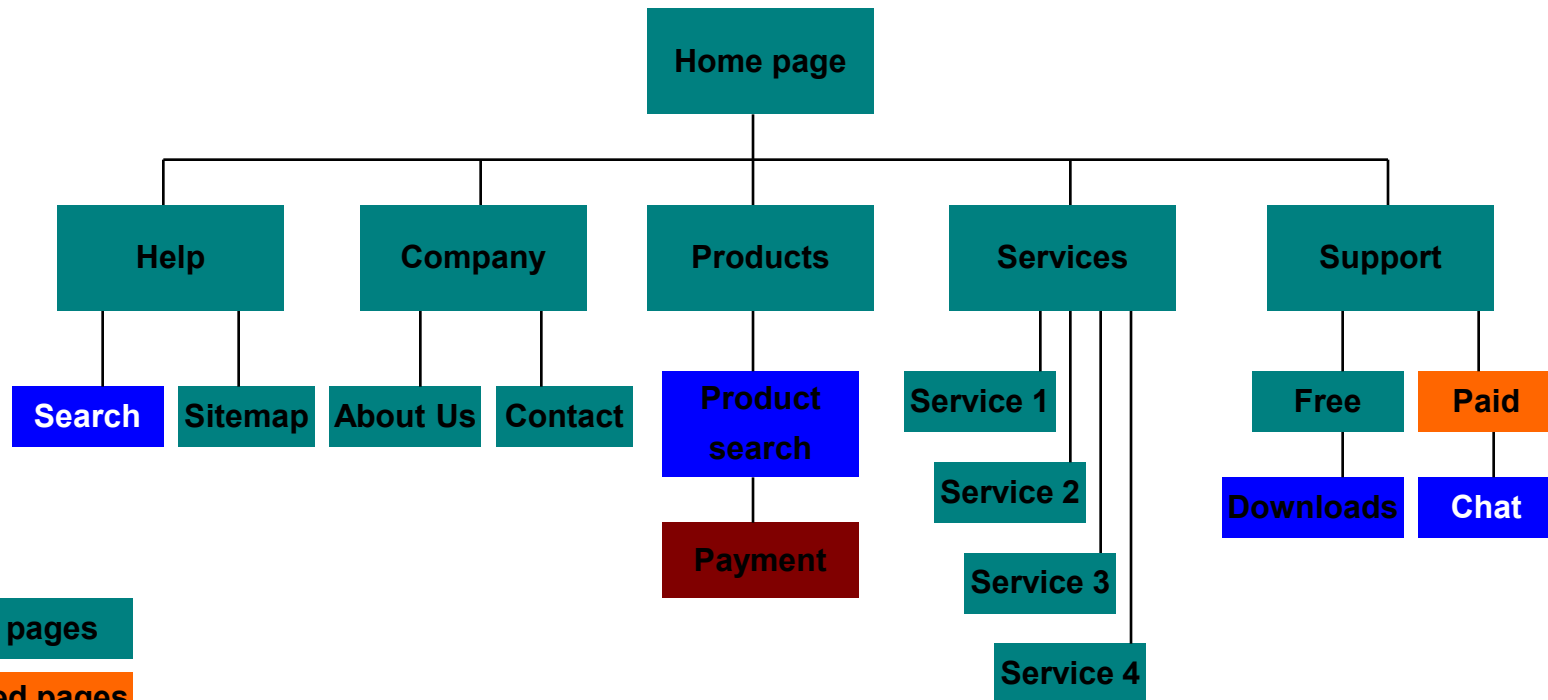 Home page
Help
Company
Products
Services
Support
Search
Sitemap
About Us
Contact
Product
search
Service 1
Free
Paid
Service 2
Downloads
Chat
Payment
Service 3
pages
Service 4
pages